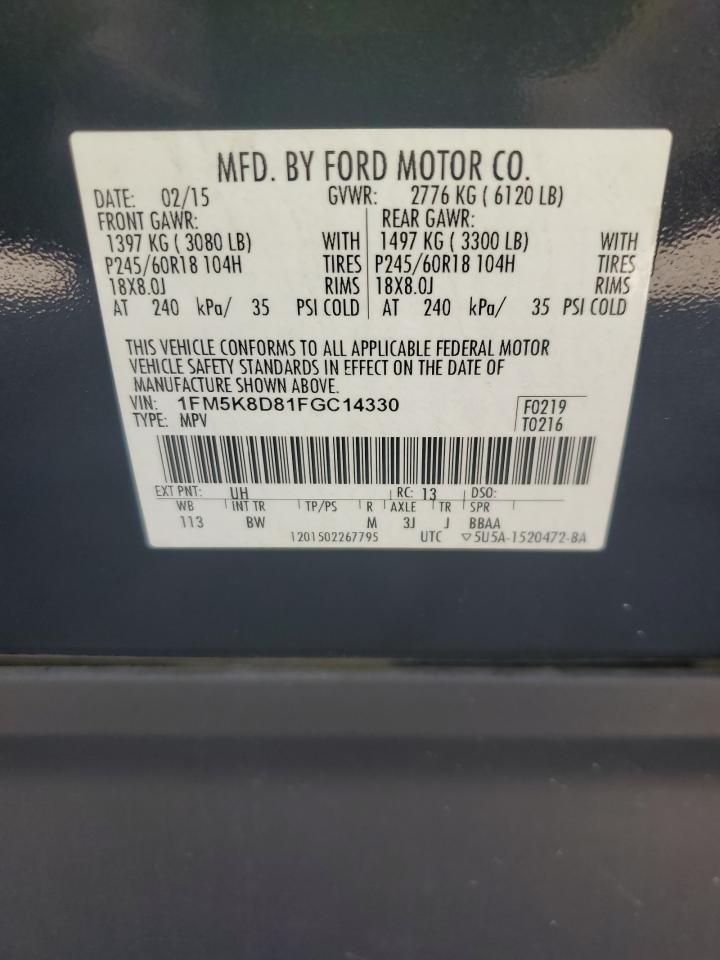 MFD. BY FORD MOTOR CO.
DATE: 02/15 GVWR: 2776 KG ( 6120 LB)
FRONT GAWR: REAR GAWR:
1397 KG ( 3080 LB) WITH 1497 KG ( 3300 LB) WITH
P245/60R18 104H TIRES P245/60R18 104H TIRES
18X8.0J RIMS 18X8.0J RIMS
AT 240 kPa/ 35 PSI COLD AT 240 kPa/ 35 PSI COLD
THIS VEHICLE CONFORMS TO ALL APPLICABLE FEDERAL MOTOR
VEHICLE SAFETY STANDARDS IN EFFECT ON THE DATE OF
MANUFACTURE SHOWN ABOVE.
VIN: 1FM5K8D81FGC14330 F0219
TYPE: MPV T0216
EXT PNT: UH RC: 13 DSO:
WB INT TR TP/PS R AXLE TR SPR
113 BW M 3J J BBAA
1201502267795 UTC ▽5U5A-1520472-BA